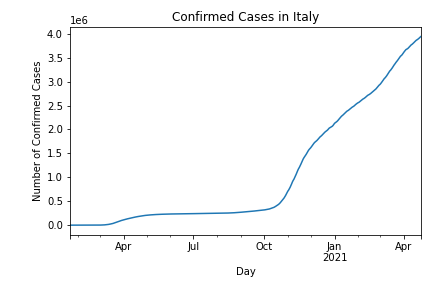 Confirmed Cases in Italy
1e6
4.0
3.5
3.0
2.5
2.0
1.5
1.0
0.5
0.0
Number of Confirmed Cases
Apr Jul Oct Jan Apr
2021
Day